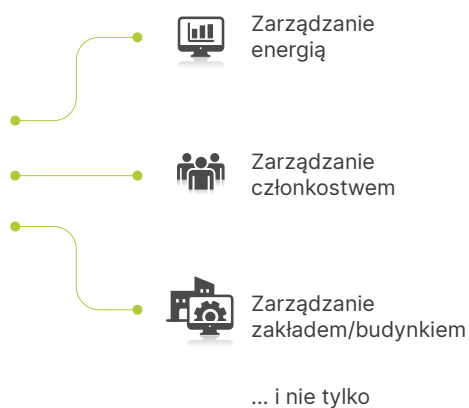 Zarządzanie
energią
Zarządzanie
członkostwem
Zarządzanie
zakładem/budynkiem
... i nie tylko